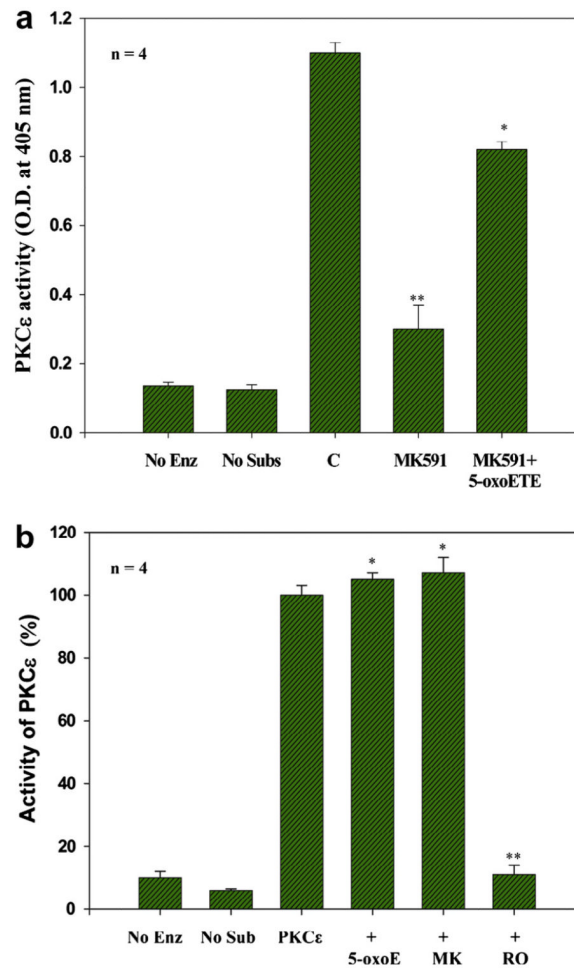 a
1.2
n = 4
**
*
1.0
0.8
0.6
0.4
0.2
0.0
PKCε activity (O.D. at 405 nm)
No Enz No Subs C MK591 MK591+
5-oxoETE
b
120
n = 4
*
*
**
100
80
60
40
20
0
Activity of PKCε (%)
No Enz No Sub PKCε + + +
5-oxoE MK RO